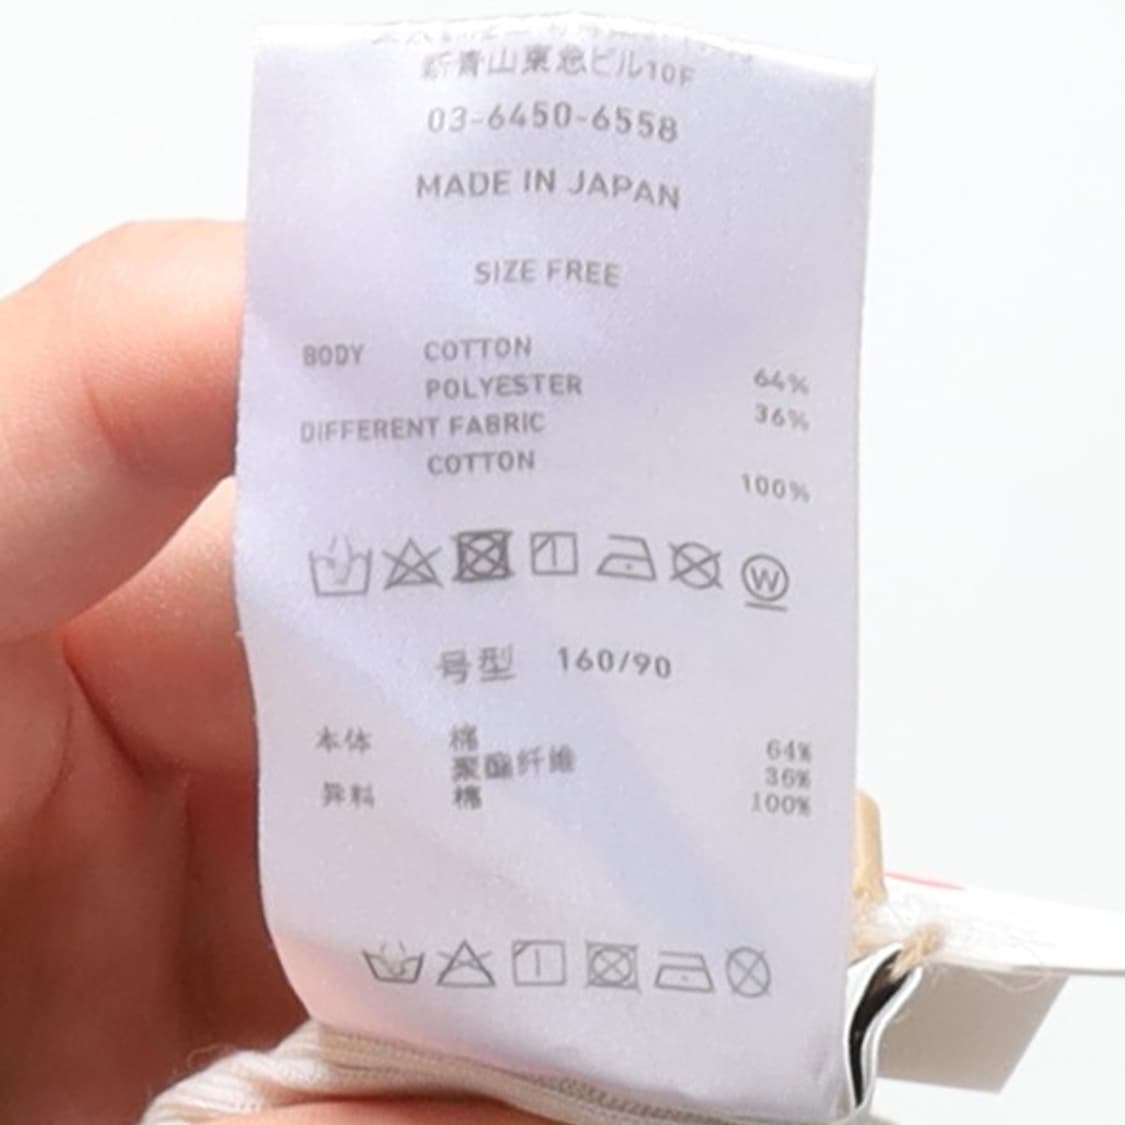 新青山東急ビル10F
03-6450-6558
MADE IN JAPAN
SIZE FREE
BODY COTTON 64%
POLYESTER 36%
DIFFERENT FABRIC
COTTON 100%
W
号型 160/90
本体 棉 64%
聚酯纤维 36%
异料 棉 100%